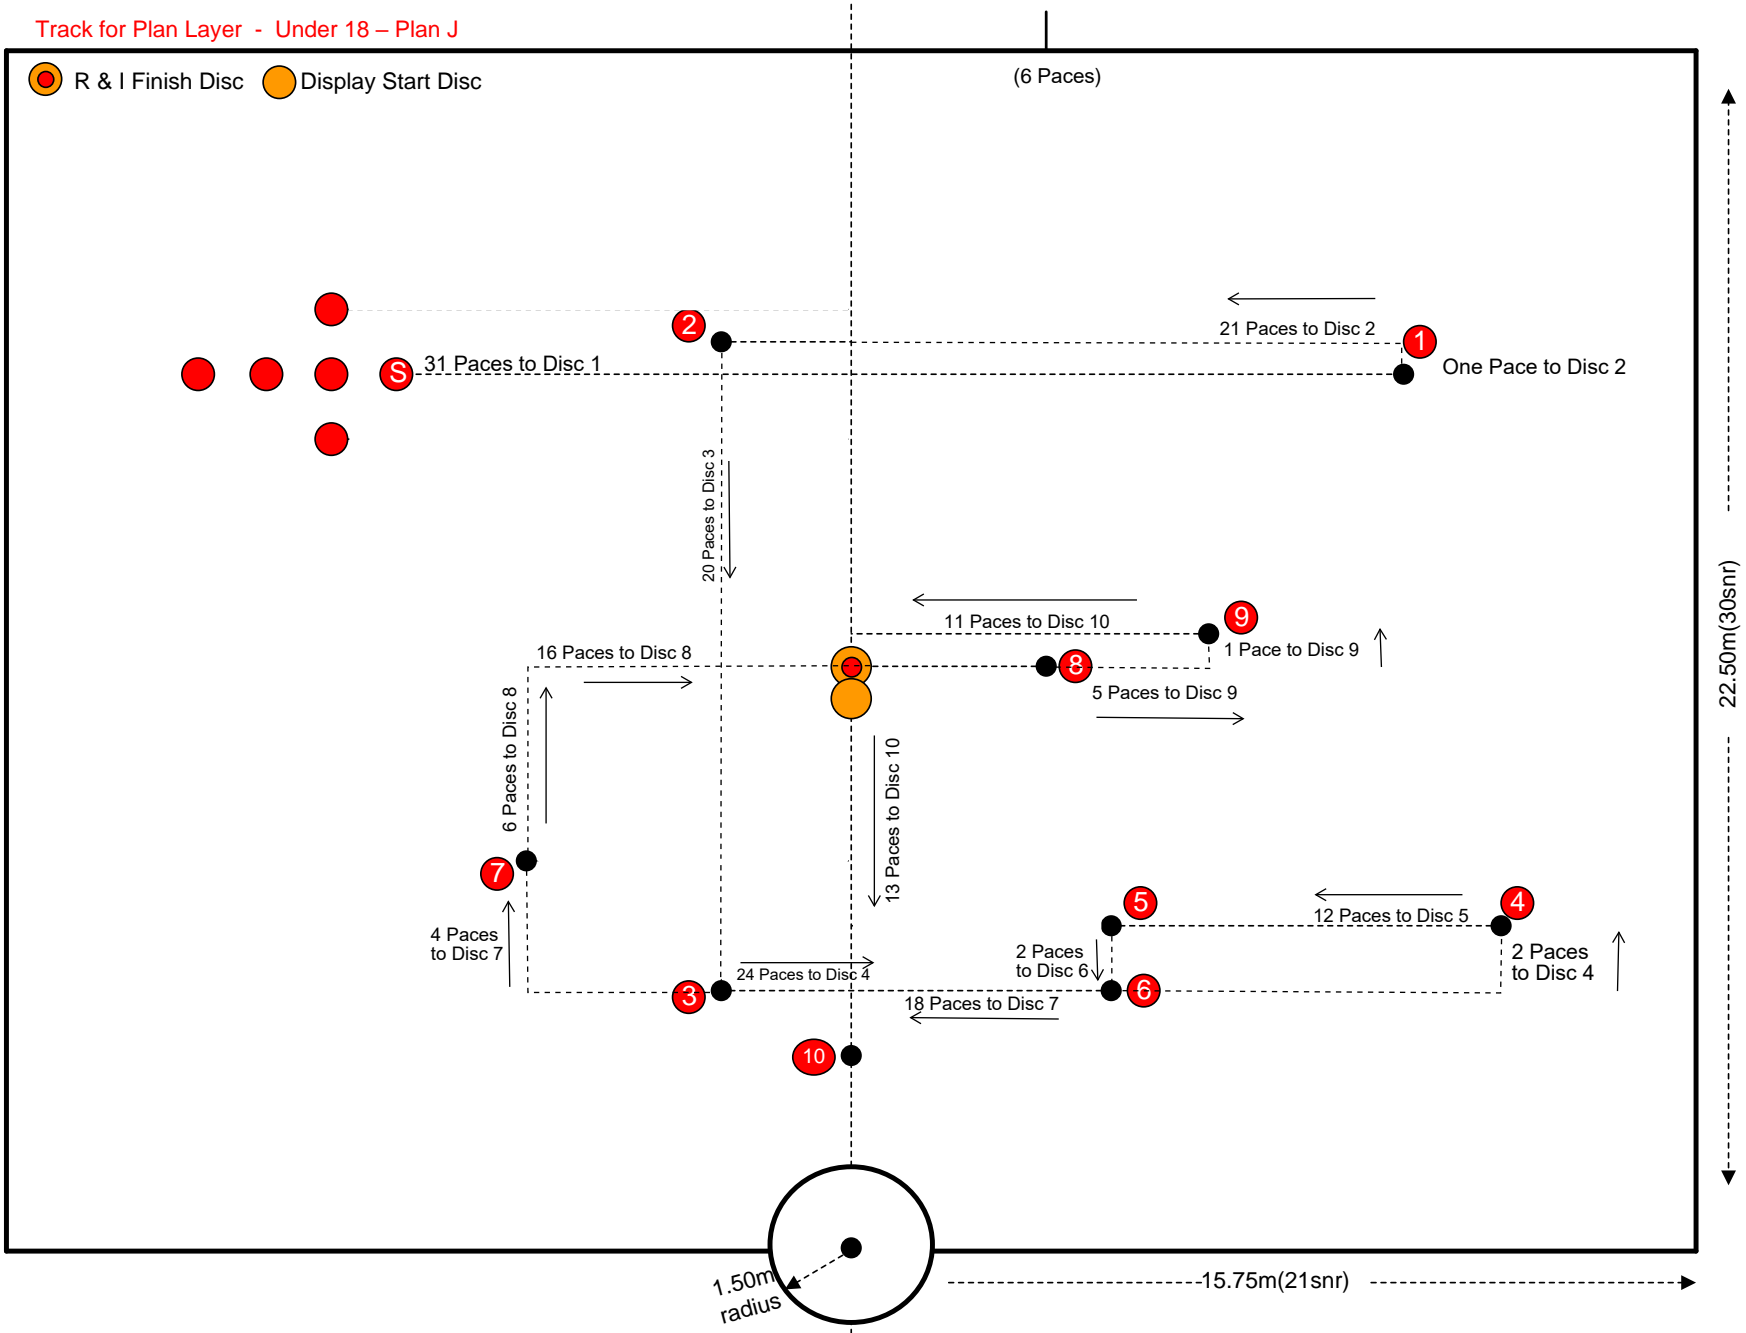 Track for Plan Layer - Under 18 – Plan J
R & I Finish Disc
Display Start Disc
(6 Paces)
2
21 Paces to Disc 2
1
S
31 Paces to Disc 1
One Pace to Disc 2
20 Paces to Disc 3
22.50m(30snr)
9
11 Paces to Disc 10
1 Pace to Disc 9
16 Paces to Disc 8
8
5 Paces to Disc 9
6 Paces to Disc 8
13 Paces to Disc 10
7
5
4
12 Paces to Disc 5
4 Paces
to Disc 7
2 Paces
to Disc 6
2 Paces
to Disc 4
24 Paces to Disc 4
3
6
18 Paces to Disc 7
10
1.50m
radius
15.75m(21snr)